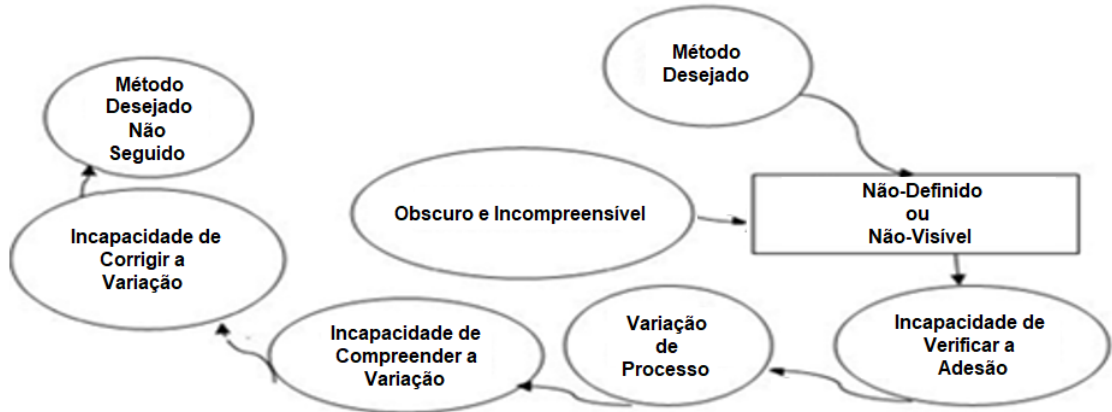 Método
Desejado
Método
Desejado
Não
Seguido
Obscuro e Incompreensível
Não-Definido
ou
Não-Visível
Incapacidade de
Corrigir a
Variação
Incapacidade de
Compreender a
Variação
Variação
de
Processo
Incapacidade de
Verificar a
Adesão